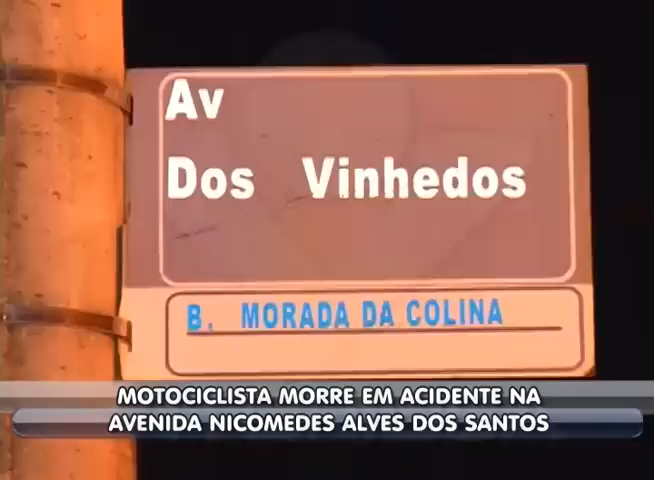 Av
Dos Vinhedos
B. MORADA DA COLINA
MOTOCICLISTA MORRE EM ACIDENTE NA
AVENIDA NICOMEDES ALVES DOS SANTOS